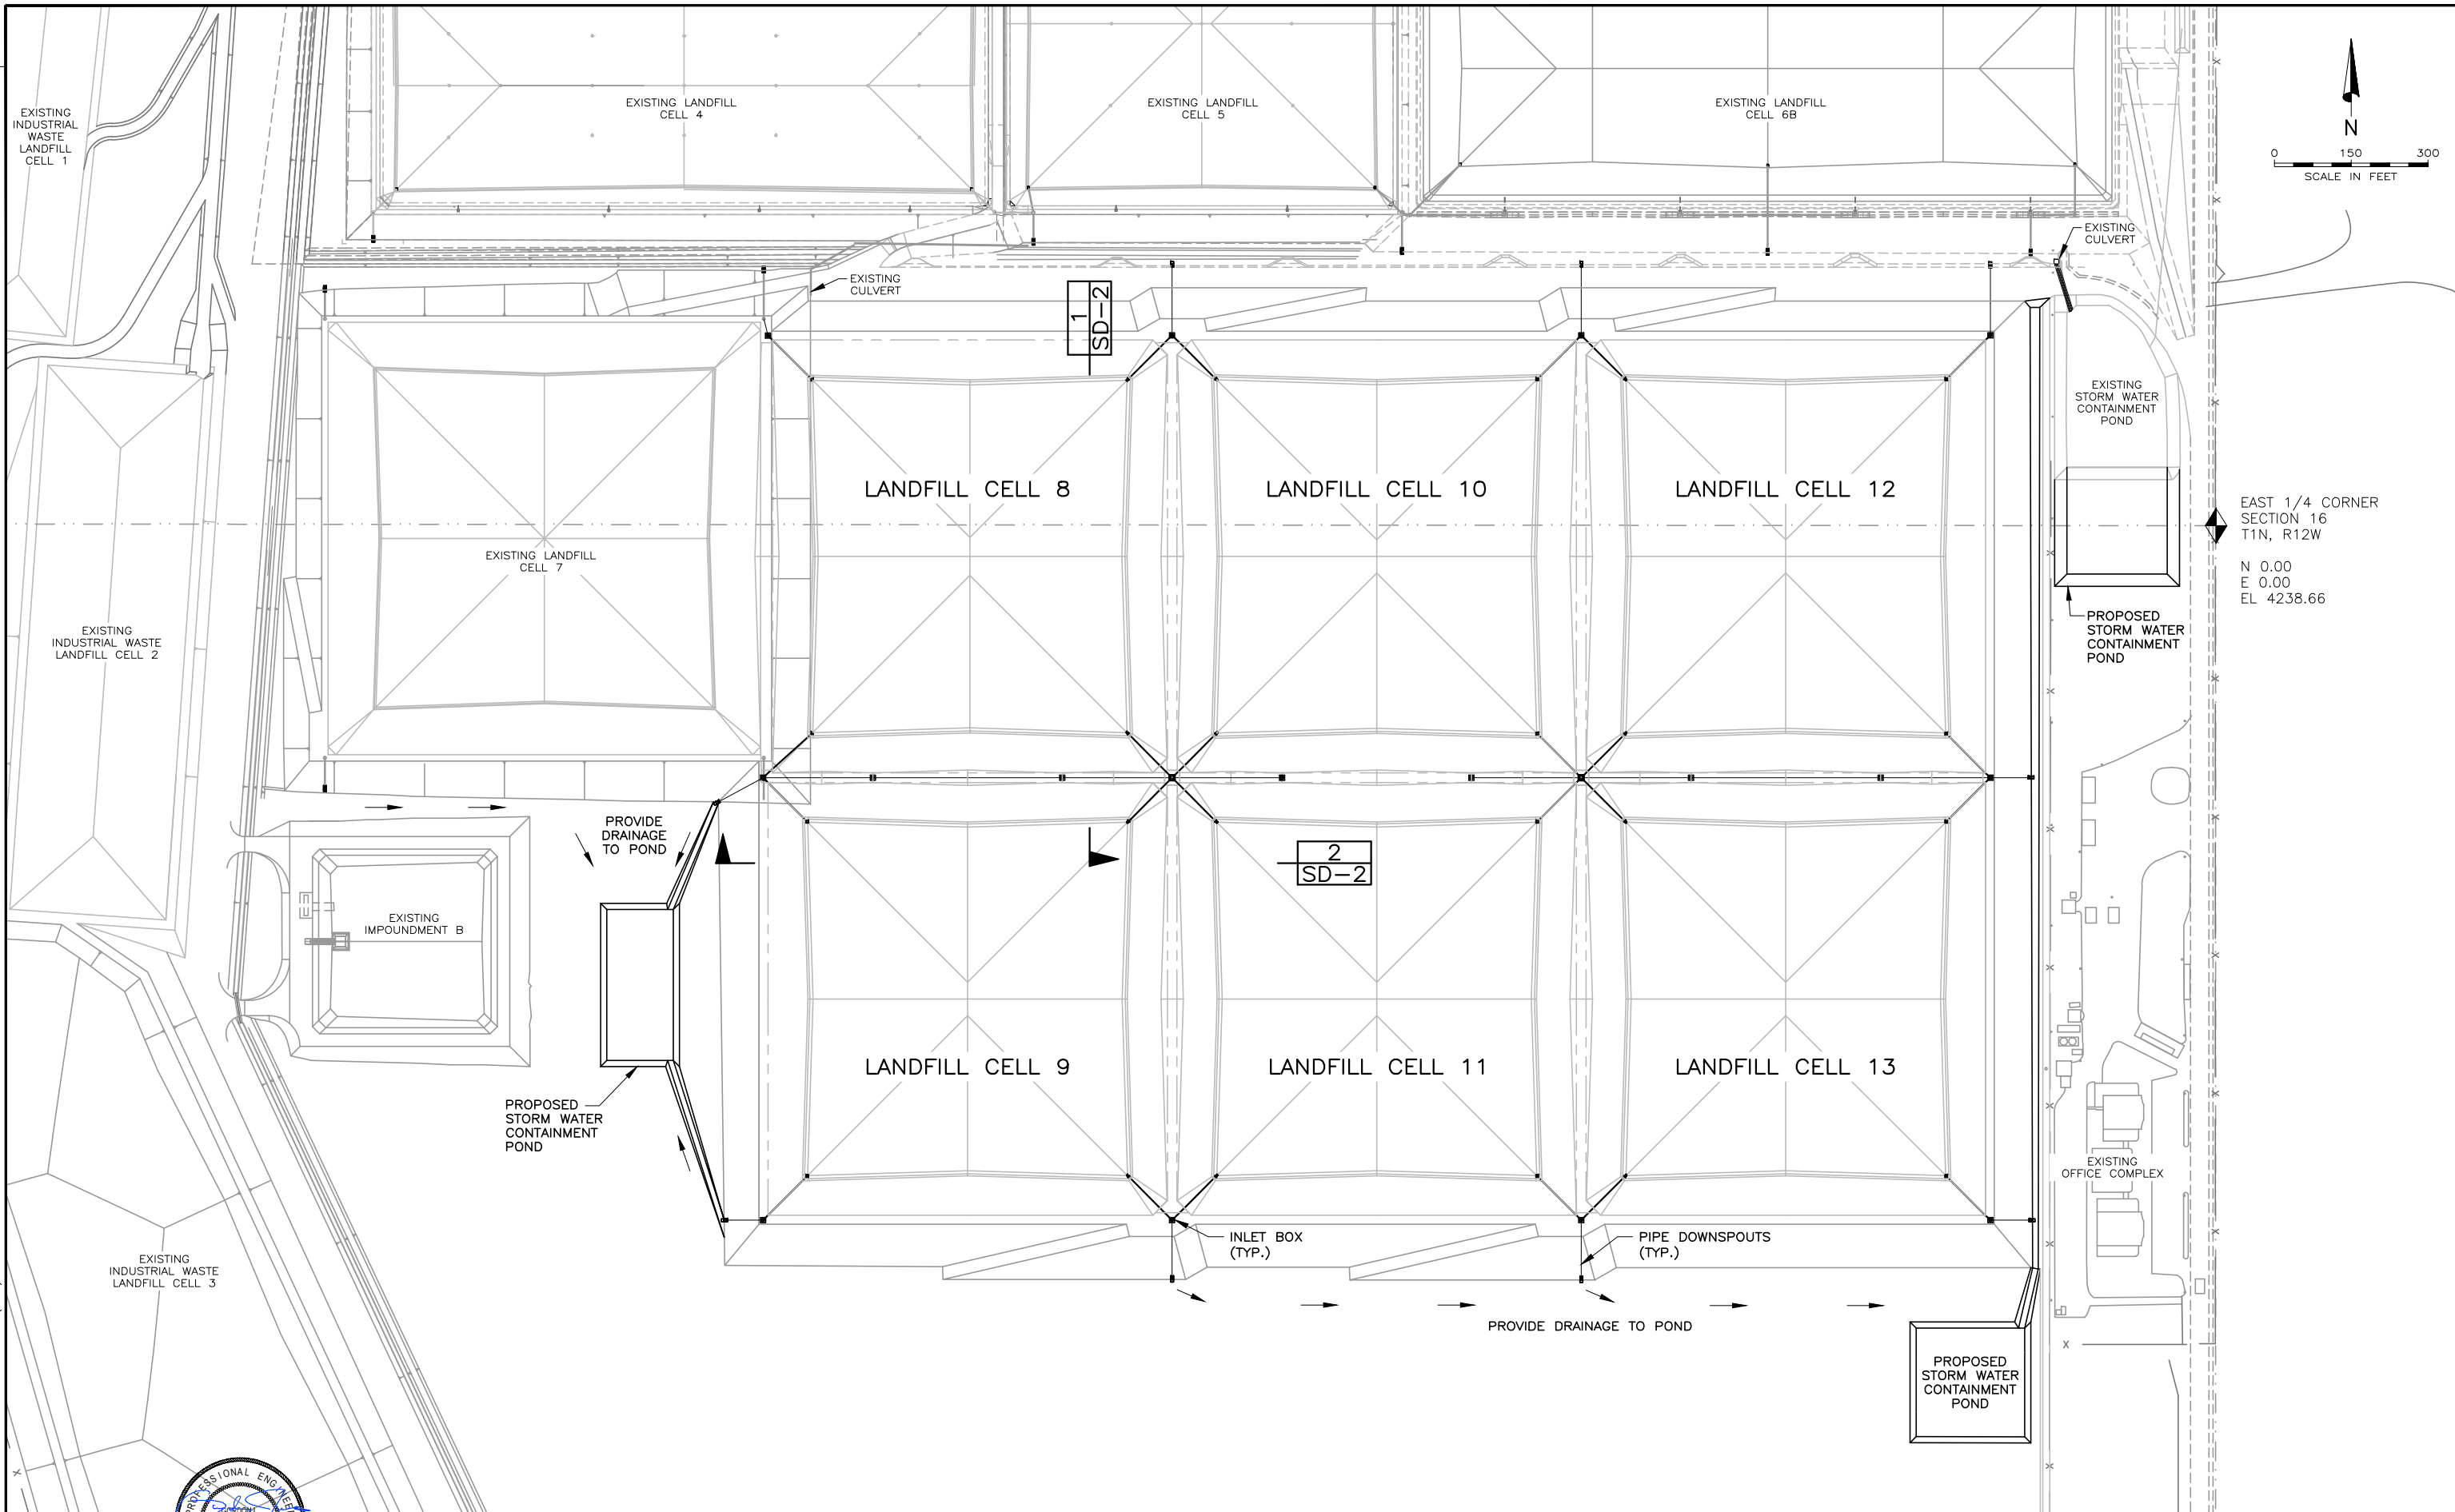 EXISTING
INDUSTRIAL
WASTE
LANDFILL
CELL 1
EXISTING LANDFILL
CELL 4
EXISTING LANDFILL
CELL 5
EXISTING LANDFILL
CELL 6B
N
0 150 300
SCALE IN FEET
EXISTING
CULVERT
EXISTING
CULVERT
1
SD-2
EXISTING
STORM WATER
CONTAINMENT
POND
LANDFILL CELL 8
LANDFILL CELL 10
LANDFILL CELL 12
EAST 1/4 CORNER
SECTION 16
T1N, R12W
N 0.00
E 0.00
EL 4238.66
EXISTING LANDFILL
CELL 7
EXISTING
INDUSTRIAL WASTE
LANDFILL CELL 2
PROPOSED
STORM WATER
CONTAINMENT
POND
PROVIDE
DRAINAGE
TO POND
2
SD-2
EXISTING
IMPOUNDMENT B
LANDFILL CELL 9
LANDFILL CELL 11
LANDFILL CELL 13
PROPOSED
STORM WATER
CONTAINMENT
POND
EXISTING
OFFICE COMPLEX
EXISTING
INDUSTRIAL WASTE
LANDFILL CELL 3
INLET BOX
(TYP.)
PIPE DOWNSPOUTS
(TYP.)
PROVIDE DRAINAGE TO POND
PROPOSED
STORM WATER
CONTAINMENT
POND
PROFESSIONAL